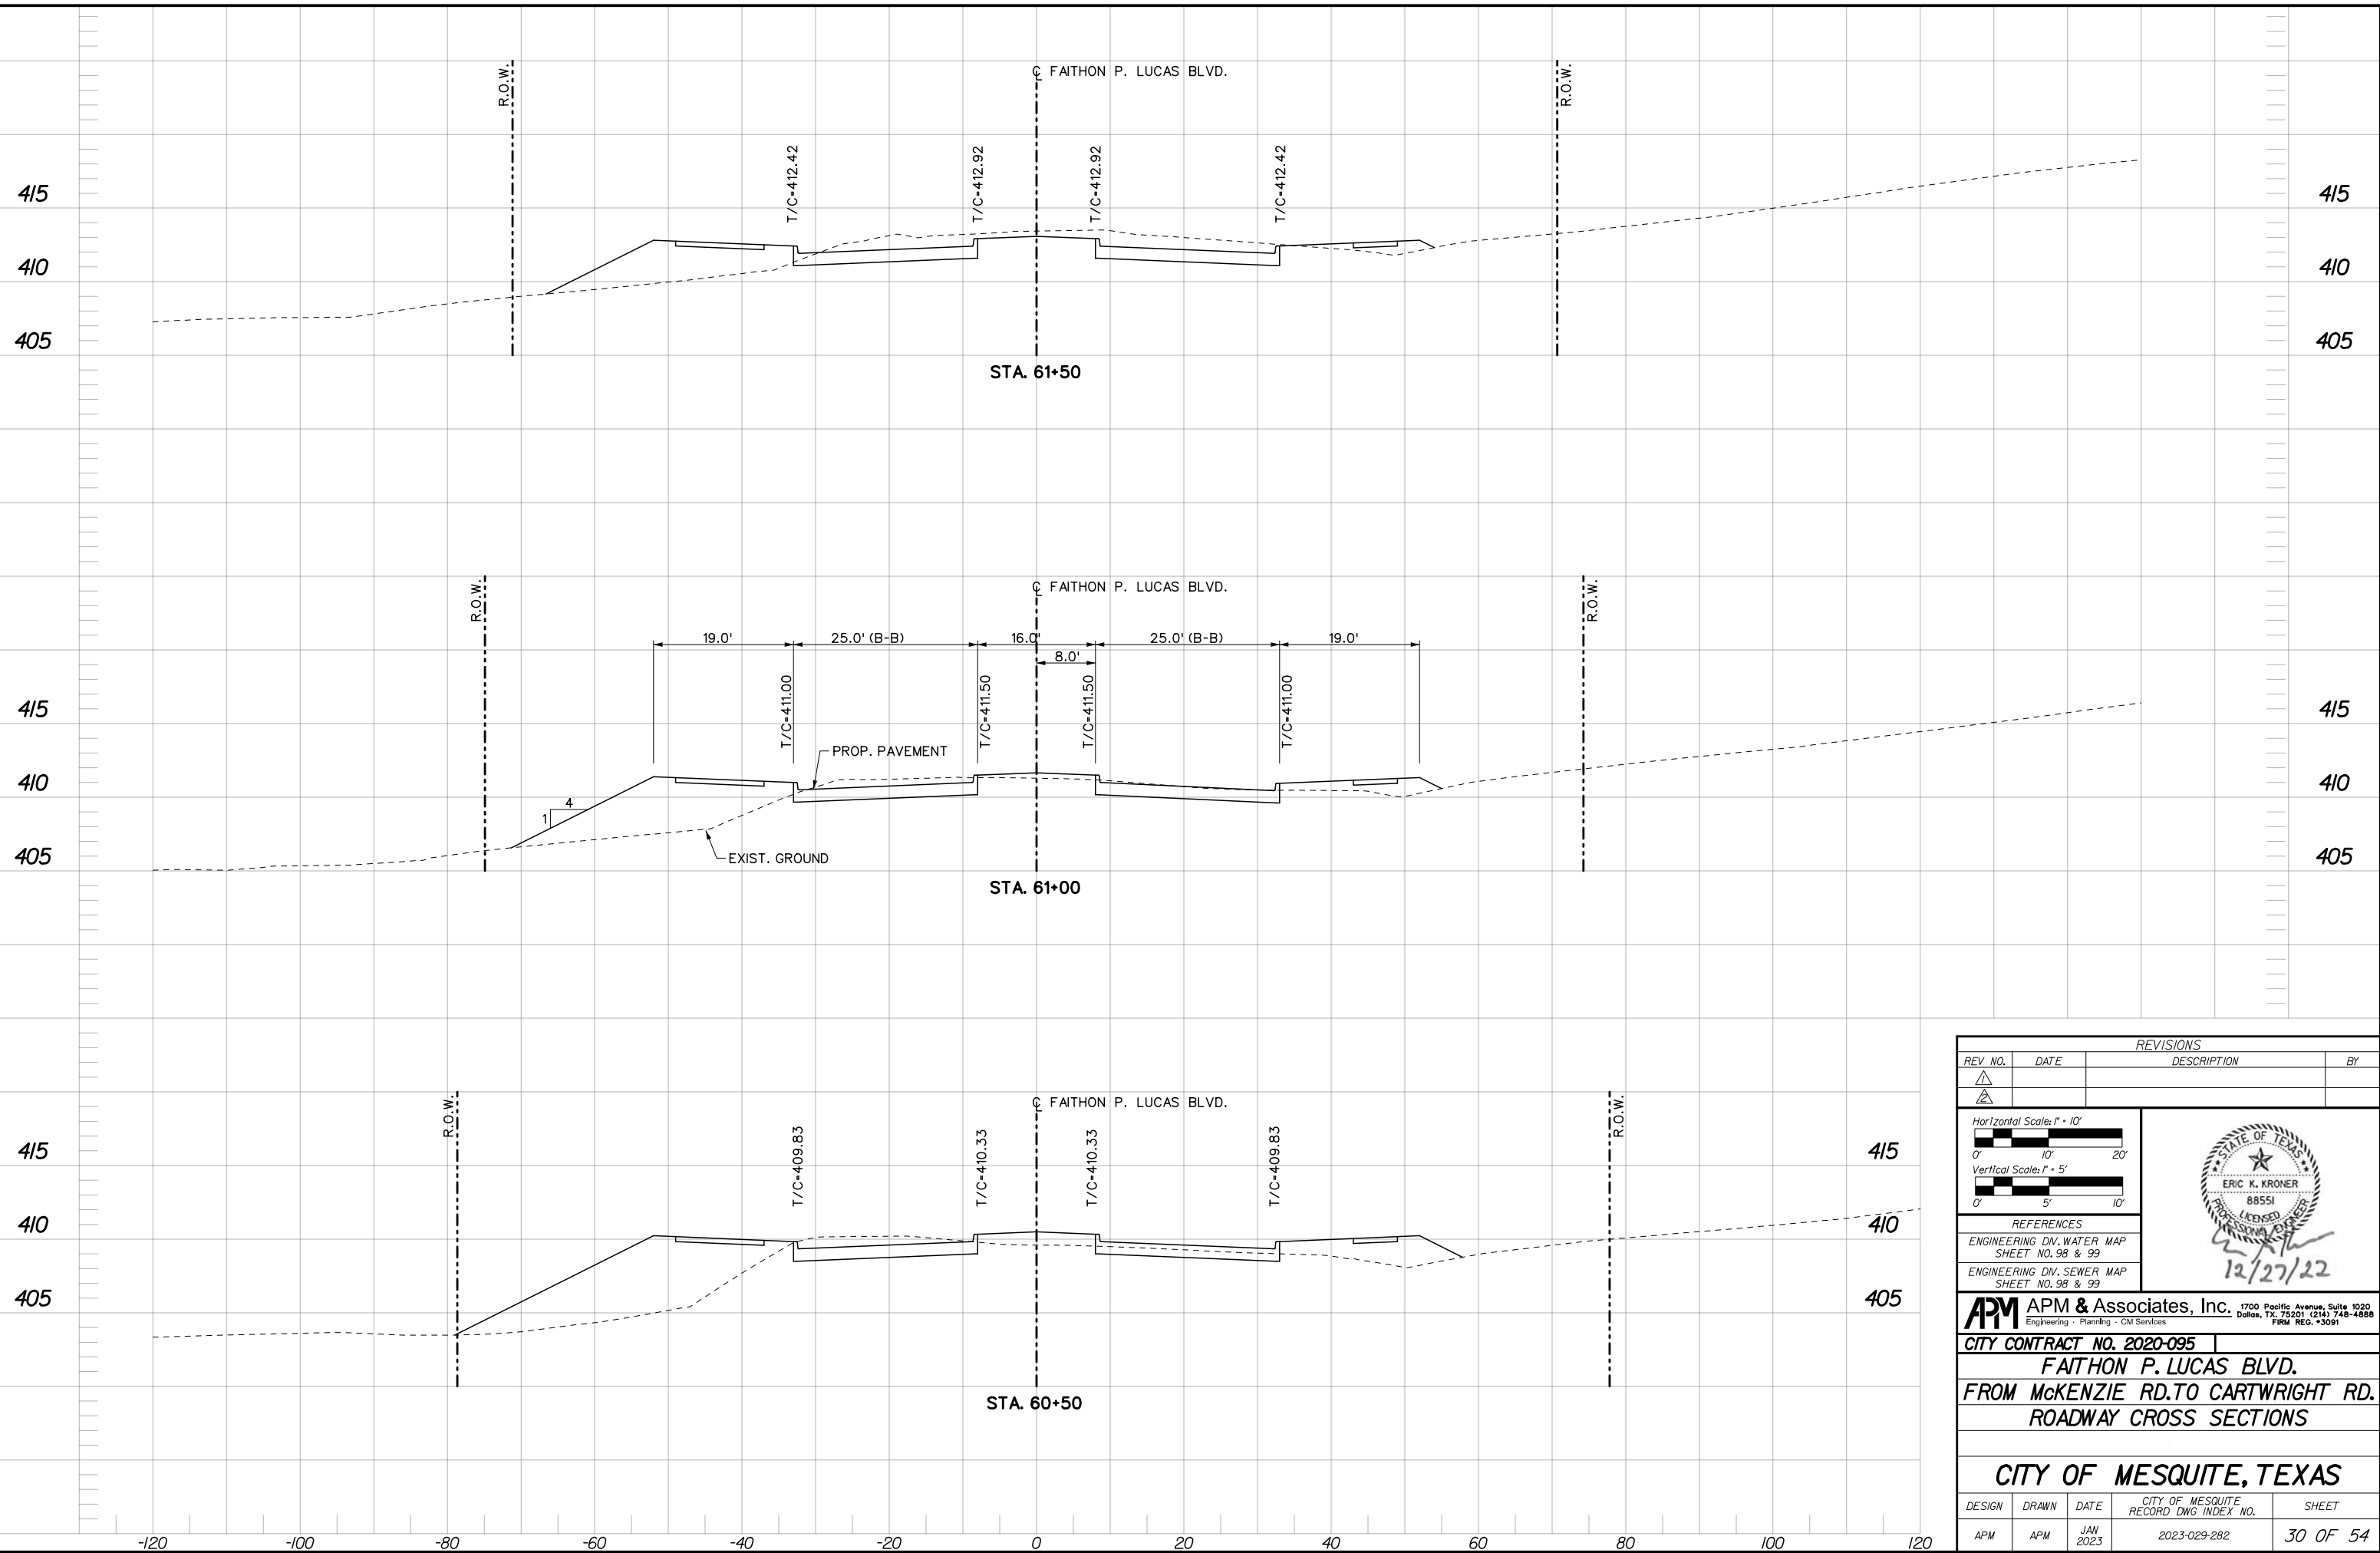 R.O.W.
℄ FAITHON P. LUCAS BLVD.
R.O.W.
T/C=412.42
T/C=412.92
T/C=412.92
T/C=412.42
415
415
410
410
405
405
STA. 61+50
R.O.W.
℄ FAITHON P. LUCAS BLVD.
R.O.W.
19.0'
25.0' (B-B)
16.0'
25.0' (B-B)
19.0'
8.0'
T/C=411.00
T/C=411.50
T/C=411.50
T/C=411.00
415
415
PROP. PAVEMENT
410
410
4
1
405
405
EXIST. GROUND
STA. 61+00
R.O.W.
℄ FAITHON P. LUCAS BLVD.
R.O.W.
T/C=409.83
T/C=410.33
T/C=410.33
T/C=409.83
415
415
410
410
405
405
STA. 60+50
-120
-100
-80
-60
-40
-20
0
20
40
60
80
100
120
REVISIONS
REV NO. DATE DESCRIPTION BY
1
2
Horizontal Scale: 1" = 10'
0' 10' 20'
Vertical Scale: 1" = 5'
0' 5' 10'
STATE OF TEXAS
ERIC K. KRONER
88551
LICENSED
PROFESSIONAL ENGINEER
12/27/22
REFERENCES
ENGINEERING DIV. WATER MAP
SHEET NO. 98 & 99
ENGINEERING DIV. SEWER MAP
SHEET NO. 98 & 99
APM
APM & Associates, Inc.
Engineering - Planning - CM Services
1700 Pacific Avenue, Suite 1020
Dallas, TX. 75201 (214) 748-4888
FIRM REG. #3091
CITY CONTRACT NO. 2020-095
FAITHON P. LUCAS BLVD.
FROM McKENZIE RD. TO CARTWRIGHT RD.
ROADWAY CROSS SECTIONS
CITY OF MESQUITE, TEXAS
DESIGN DRAWN DATE CITY OF MESQUITE RECORD DWG INDEX NO. SHEET
APM APM JAN 2023 2023-029-282 30 OF 54